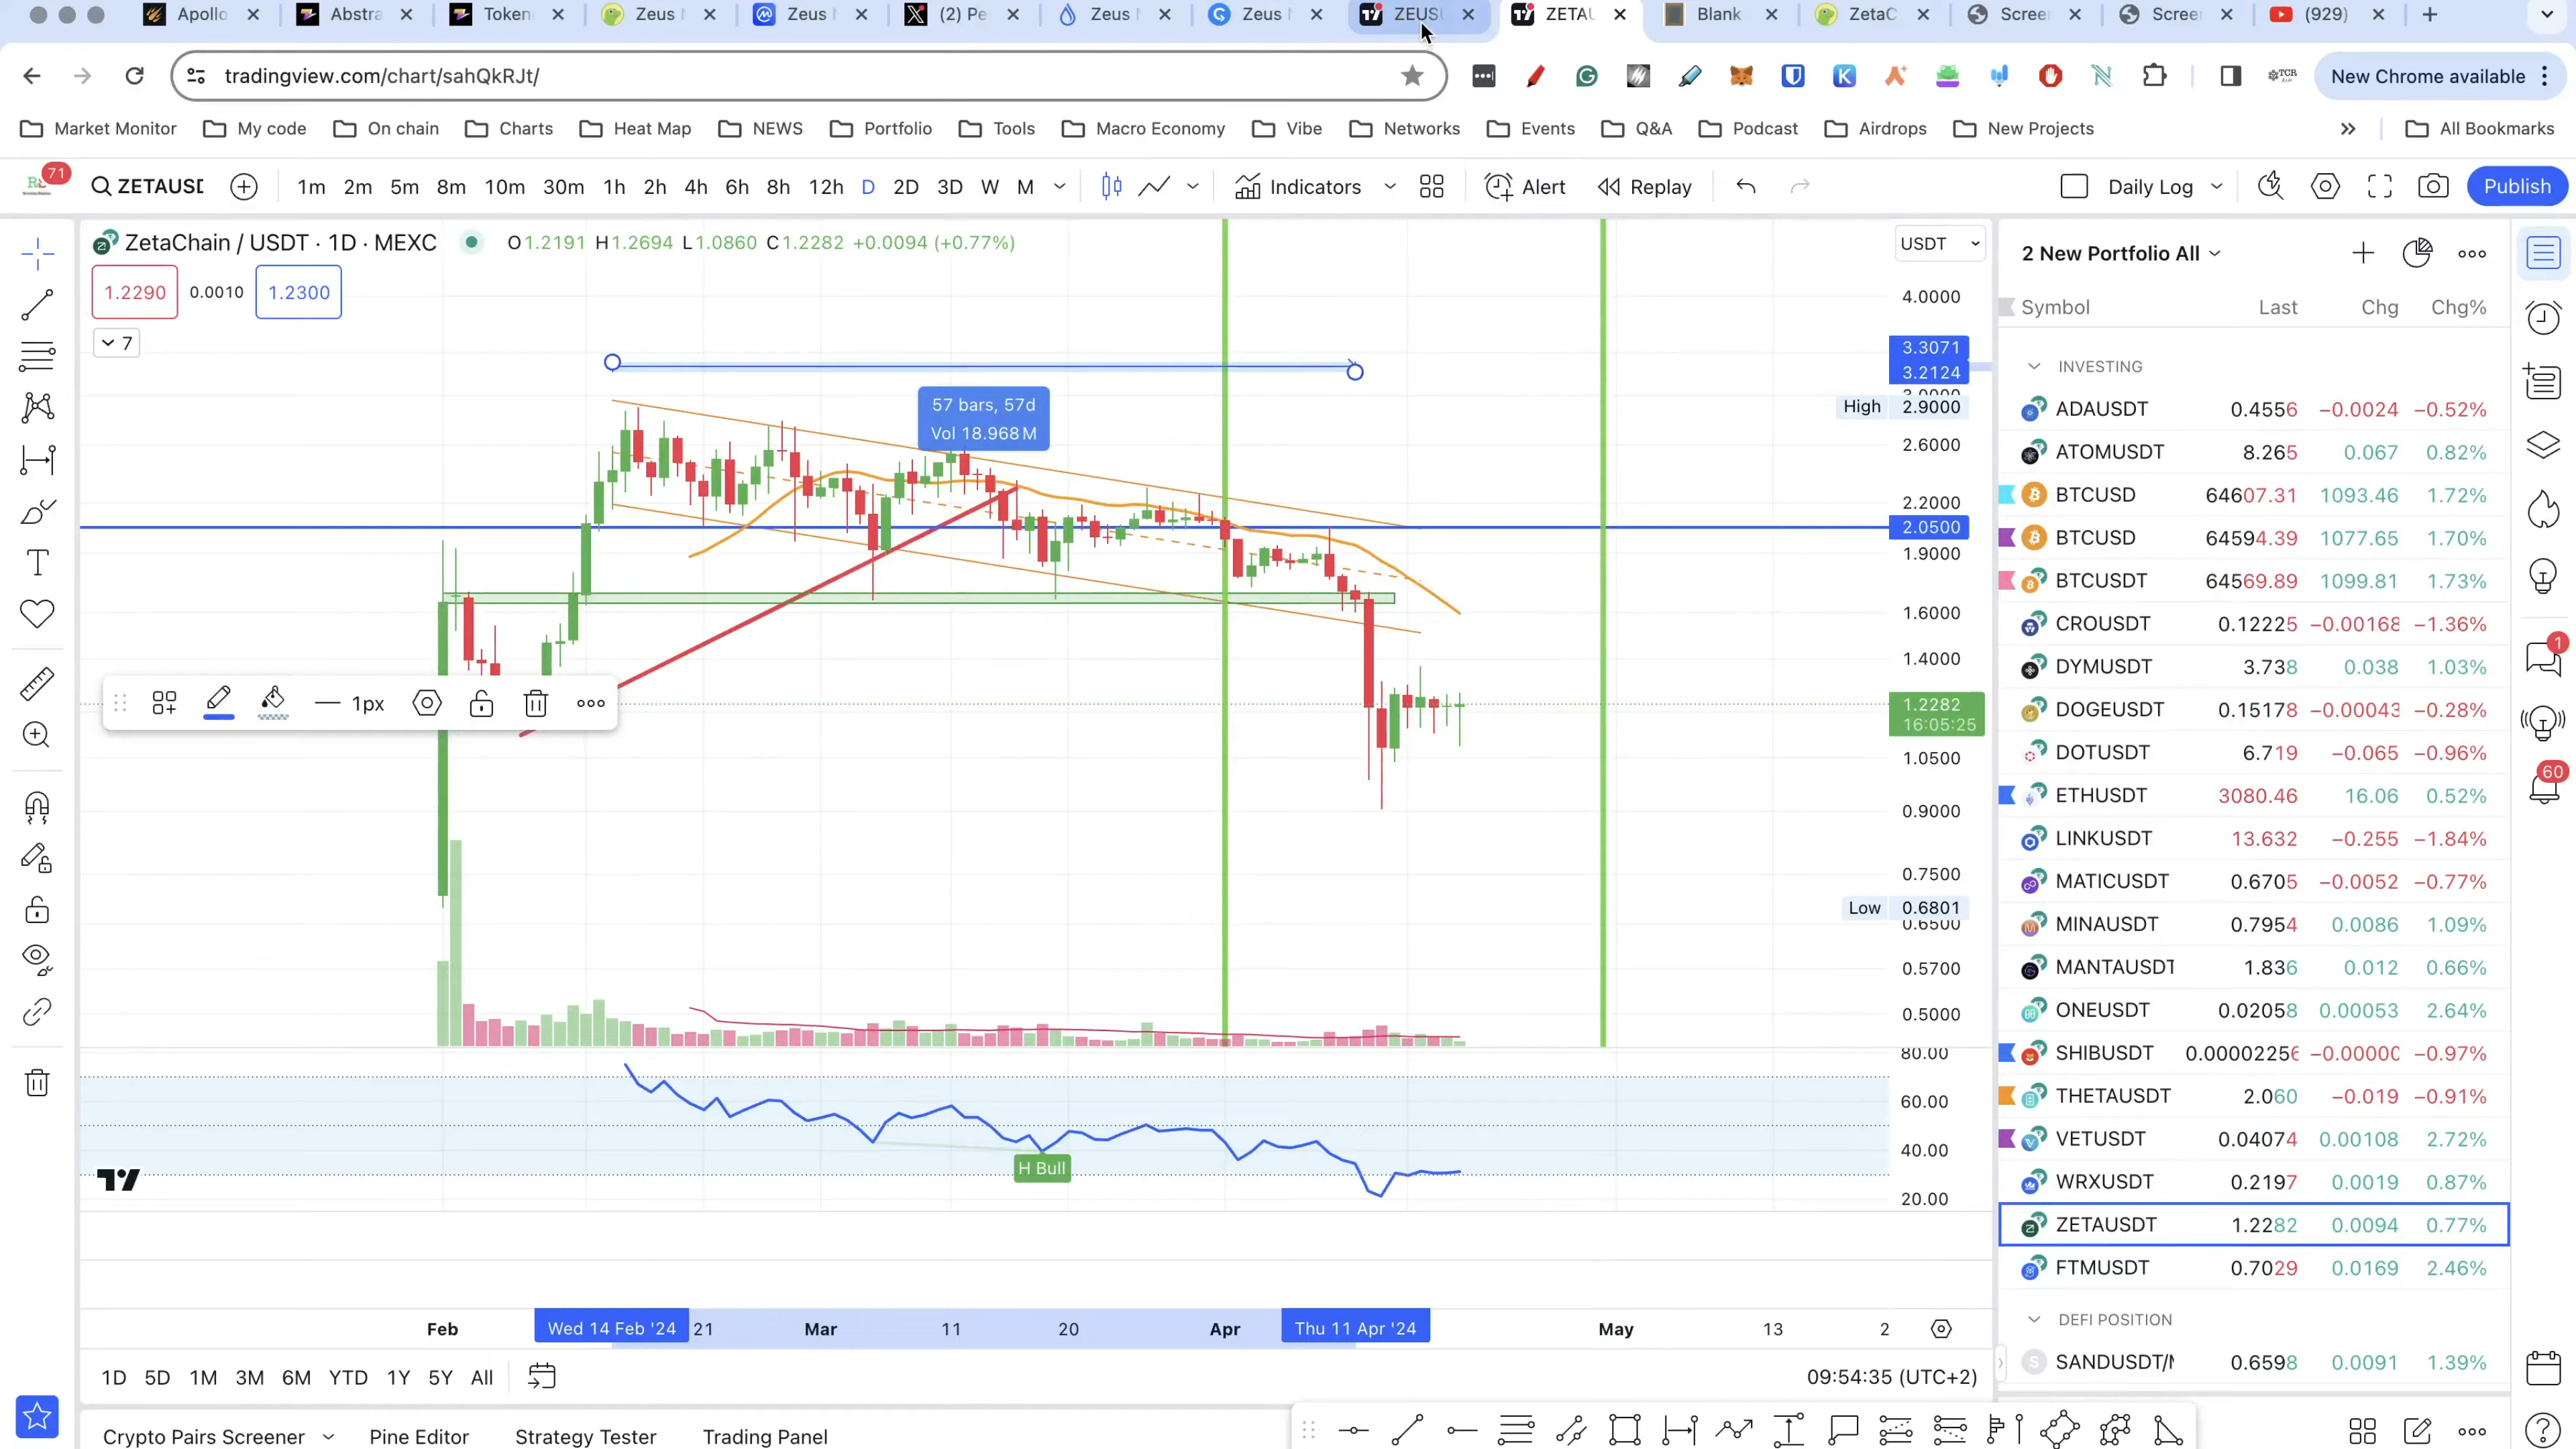 Apollo
Abstra
Token
Zeus
Zeus
(2) Pe
Zeus
Zeus
ZEUS
ZETAU
Blank
ZetaC
Scree
Scree
(929)
tradingview.com/chart/sahQkRJt/
New Chrome available
Market Monitor
My code
On chain
Charts
Heat Map
NEWS
Portfolio
Tools
Macro Economy
Vibe
Networks
Events
Q&A
Podcast
Airdrops
New Projects
All Bookmarks
71
ZETAUSD
1m 2m 5m 8m 10m 30m 1h 2h 4h 6h 8h 12h D 2D 3D W M
Indicators
Alert
Replay
Daily Log
Publish
ZetaChain / USDT · 1D · MEXC
O1.2191 H1.2694 L1.0860 C1.2282 +0.0094 (+0.77%)
1.2290 0.0010 1.2300
7
57 bars, 57d
Vol 18.968M
1px
H Bull
USDT
4.0000
3.3071
3.2124
High 2.9000
2.6000
2.2000
2.0500
1.9000
1.6000
1.4000
1.2282
16:05:25
1.0500
0.9000
0.7500
Low 0.6801
0.6500
0.5700
0.5000
80.00
60.00
40.00
20.00
Feb
Wed 14 Feb '24
21
Mar
11
20
Apr
Thu 11 Apr '24
May
13
2
1D 5D 1M 3M 6M YTD 1Y 5Y All
09:54:35 (UTC+2)
Crypto Pairs Screener
Pine Editor
Strategy Tester
Trading Panel
2 New Portfolio All
Symbol Last Chg Chg%
INVESTING
ADAUSDT 0.4556 −0.0024 −0.52%
ATOMUSDT 8.265 0.067 0.82%
BTCUSD 64607.31 1093.46 1.72%
BTCUSD 64594.39 1077.65 1.70%
BTCUSDT 64569.89 1099.81 1.73%
CROUSDT 0.12225 −0.00168 −1.36%
DYMUSDT 3.738 0.038 1.03%
DOGEUSDT 0.15178 −0.00043 −0.28%
DOTUSDT 6.719 −0.065 −0.96%
ETHUSDT 3080.46 16.06 0.52%
LINKUSDT 13.632 −0.255 −1.84%
MATICUSDT 0.6705 −0.0052 −0.77%
MINAUSDT 0.7954 0.0086 1.09%
MANTAUSDT 1.836 0.012 0.66%
ONEUSDT 0.02058 0.00053 2.64%
SHIBUSDT 0.00002256 −0.00000 −0.97%
THETAUSDT 2.060 −0.019 −0.91%
VETUSDT 0.04074 0.00108 2.72%
WRXUSDT 0.2197 0.0019 0.87%
ZETAUSDT 1.2282 0.0094 0.77%
FTMUSDT 0.7029 0.0169 2.46%
DEFI POSITION
SANDUSDT/ 0.6598 0.0091 1.39%
1
60